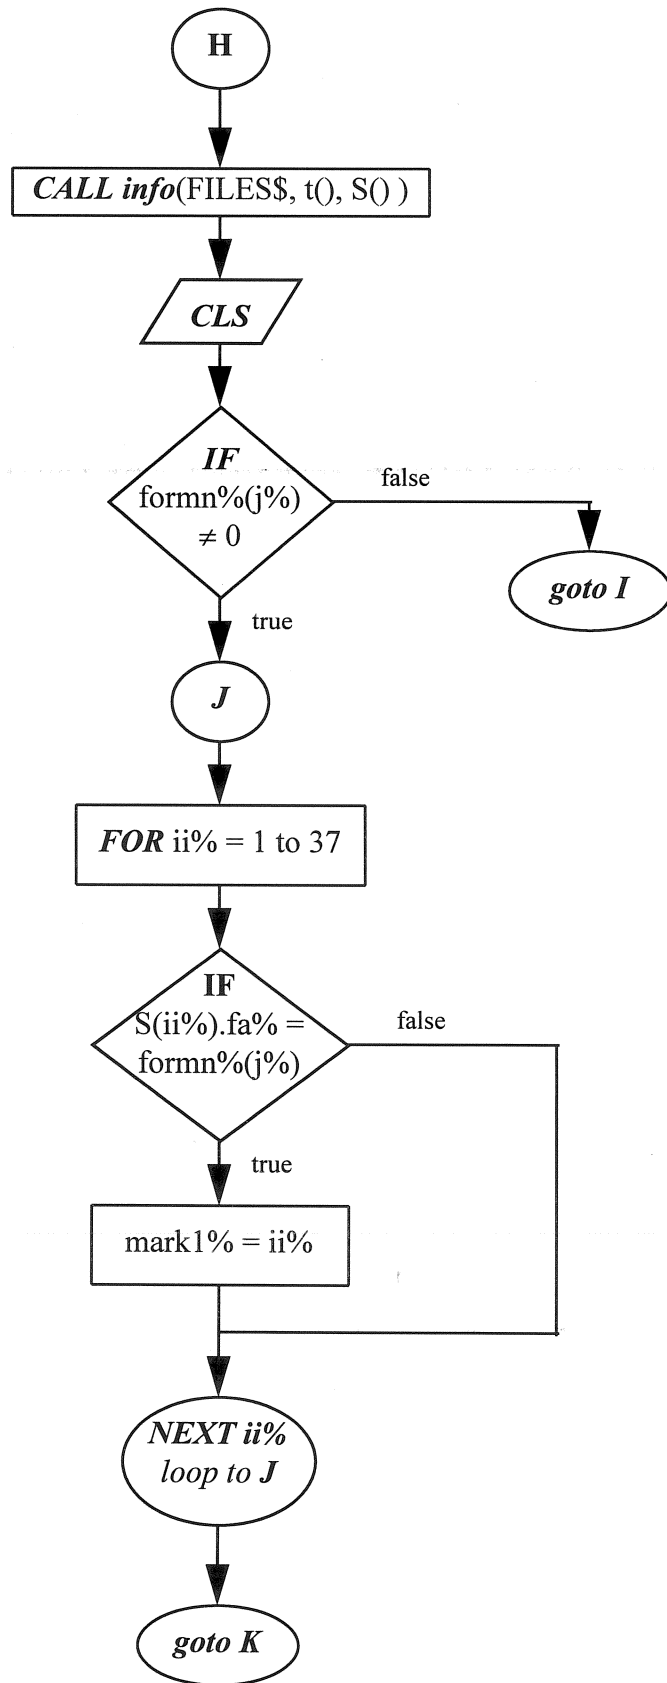 H
CALL info(FILES$, t(), S() )
CLS
IF
formn%(j%)
≠ 0
false
goto I
true
J
FOR ii% = 1 to 37
IF
S(ii%).fa% =
formn%(j%)
false
true
mark1% = ii%
NEXT ii%
loop to J
goto K